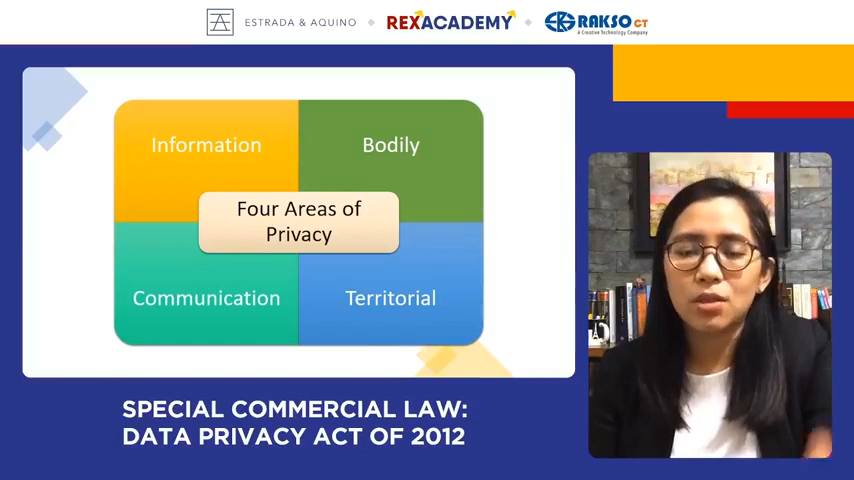 ESTRADA & AQUINO
REXACADEMY
RAKSO CT
A Creative Technology Company
Information
Bodily
Four Areas of
Privacy
Communication
Territorial
SPECIAL COMMERCIAL LAW:
DATA PRIVACY ACT OF 2012